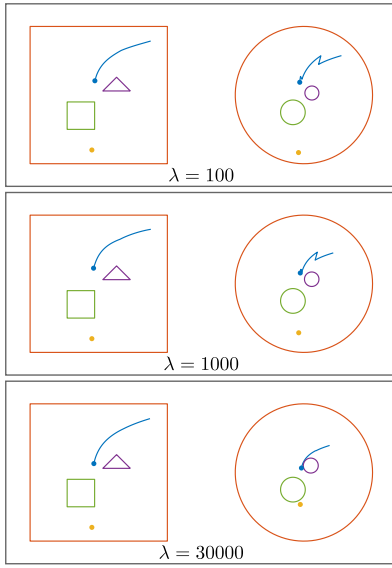 λ = 100
λ = 1000
λ = 30000